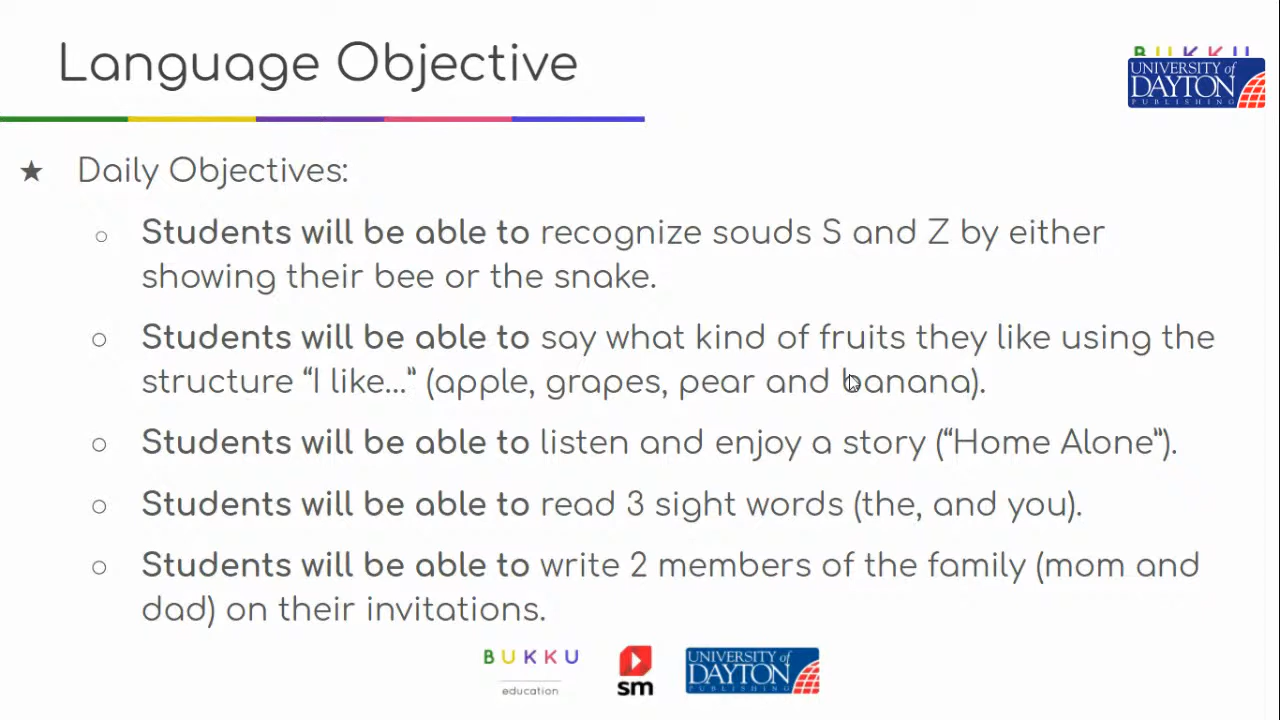 Language Objective
BUKKU
UNIVERSITY of
DAYTON
PUBLISHING
★ Daily Objectives:
○ Students will be able to recognize souds S and Z by either
showing their bee or the snake.
○ Students will be able to say what kind of fruits they like using the
structure “I like...” (apple, grapes, pear and banana).
○ Students will be able to listen and enjoy a story (“Home Alone”).
○ Students will be able to read 3 sight words (the, and you).
○ Students will be able to write 2 members of the family (mom and
dad) on their invitations.
BUKKU
education
sm
UNIVERSITY of
DAYTON
PUBLISHING